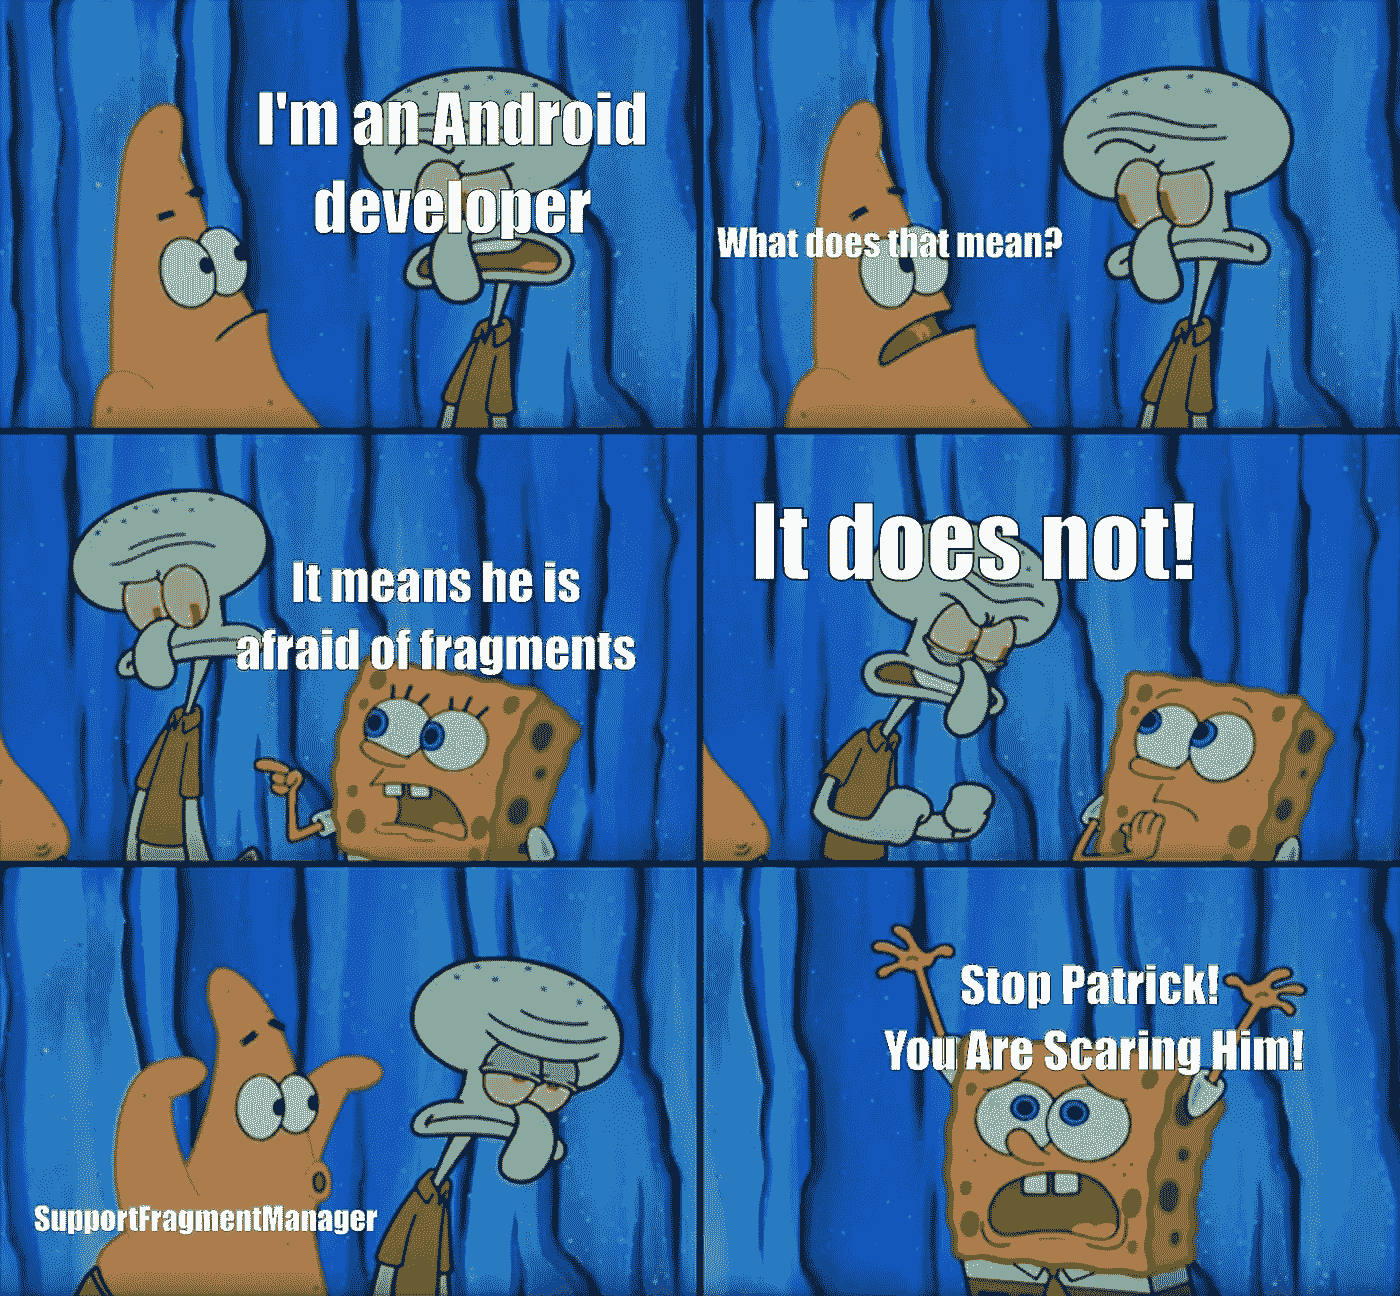 I'm an Android
developer
What does that mean?
It means he is
afraid of fragments
It does not!
SupportFragmentManager
Stop Patrick!
You Are Scaring Him!